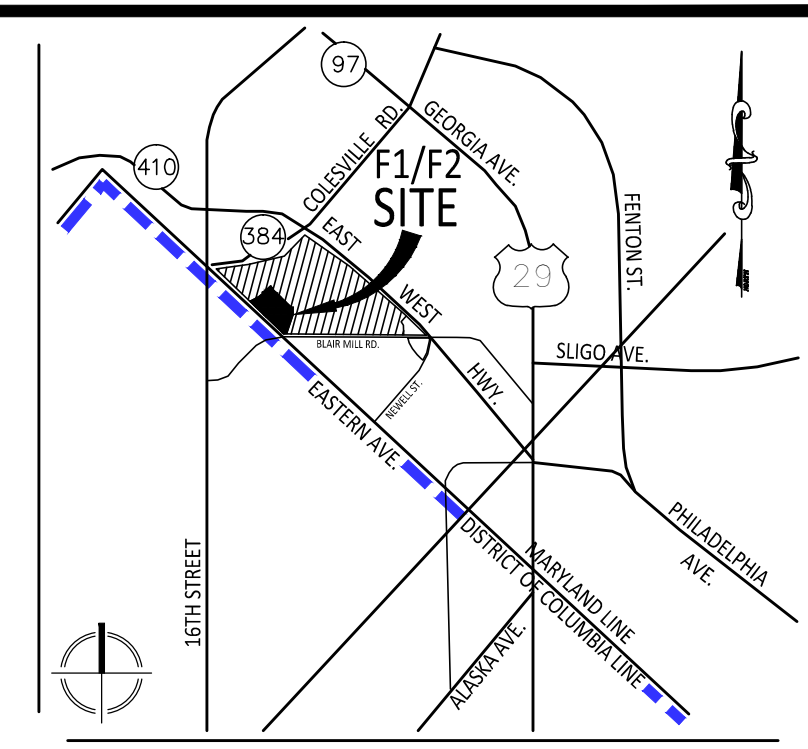 97
COLESVILLE RD.
GEORGIA AVE.
410
F1/F2
SITE
384
EAST
WEST
HWY.
29
FENTON ST.
BLAIR MILL RD.
SLIGO AVE.
NEWELL ST.
EASTERN AVE.
16TH STREET
MARYLAND LINE
DISTRICT OF COLUMBIA LINE
PHILADELPHIA
AVE.
ALASKA AVE.